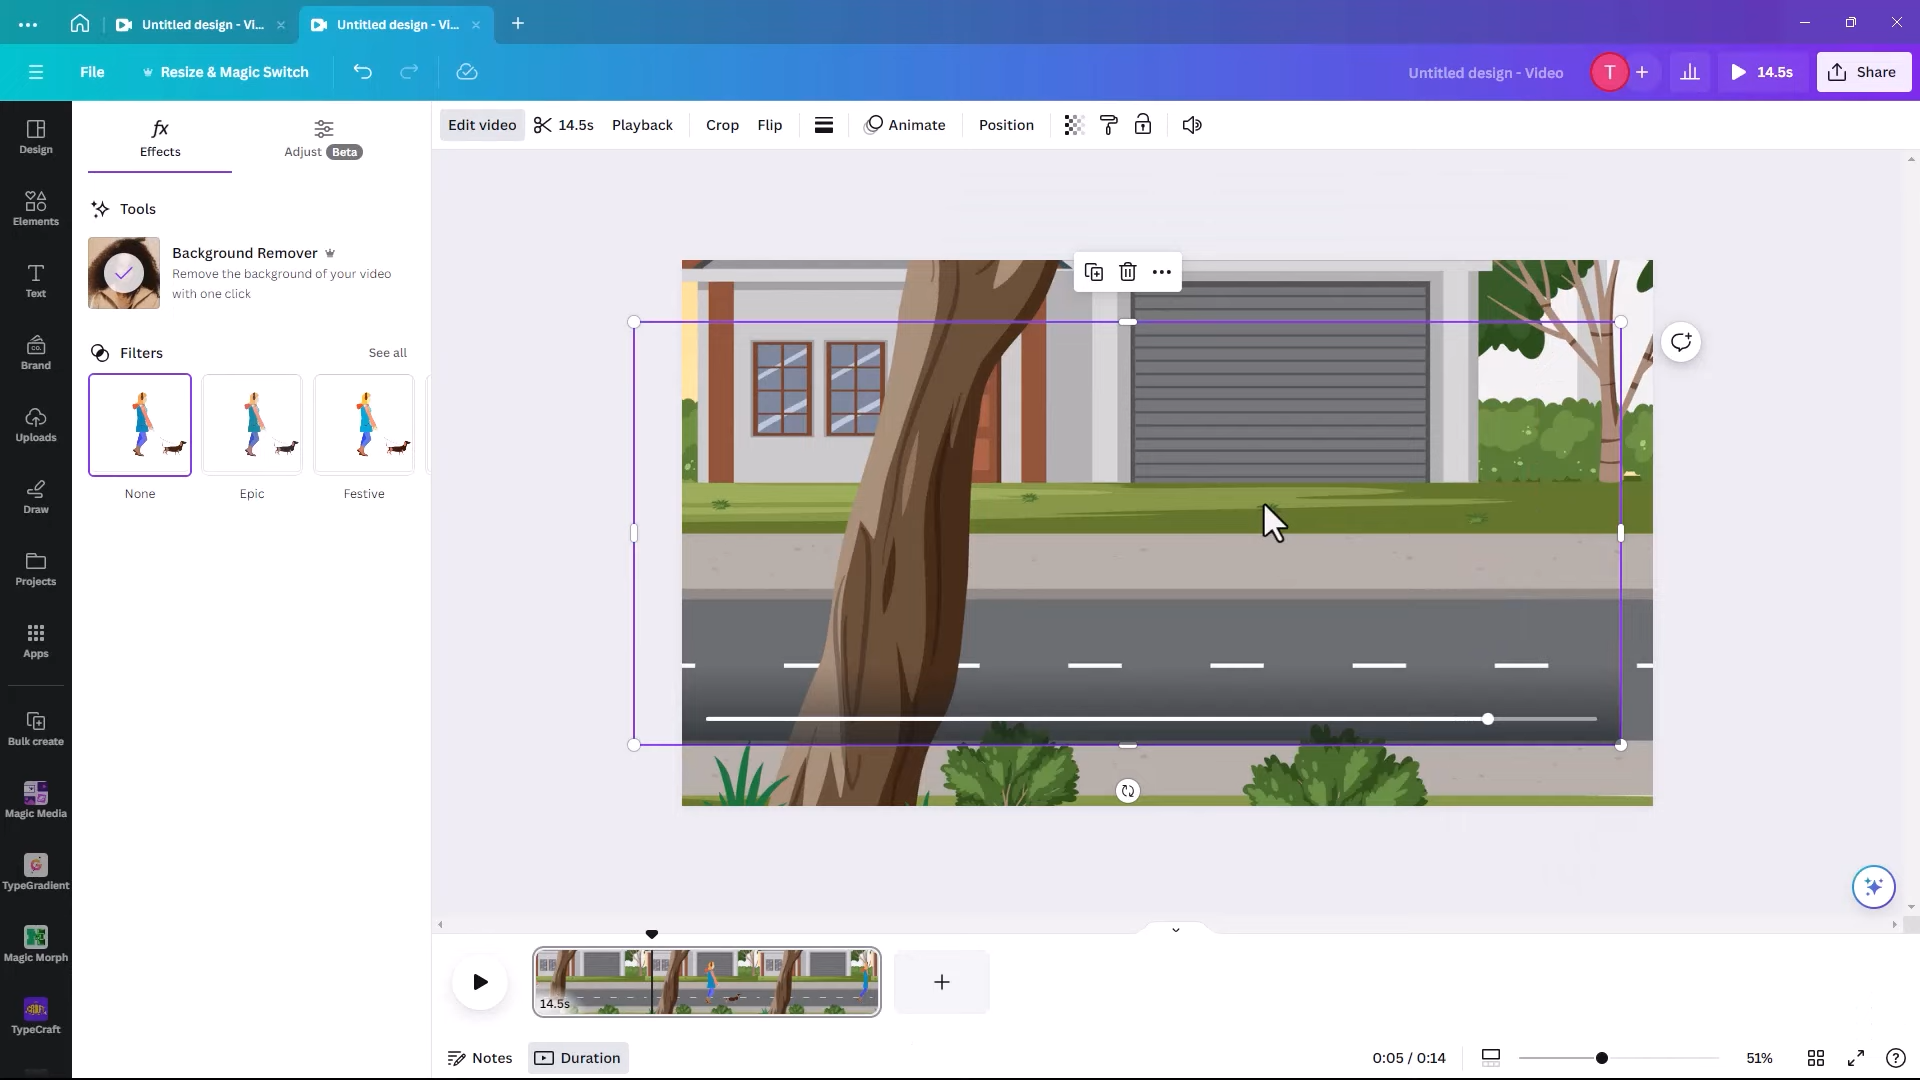 Untitled design - Vi...
Untitled design - Vi...
File
Resize & Magic Switch
Untitled design - Video
T
14.5s
Share
Design
Elements
Text
Brand
Uploads
Draw
Projects
Apps
Bulk create
Magic Media
TypeGradient
Magic Morph
TypeCraft
fx
Effects
Adjust Beta
Tools
Background Remover
Remove the background of your video
with one click
Filters
See all
None
Epic
Festive
Edit video
14.5s
Playback
Crop
Flip
Animate
Position
14.5s
Notes
Duration
0:05 / 0:14
51%